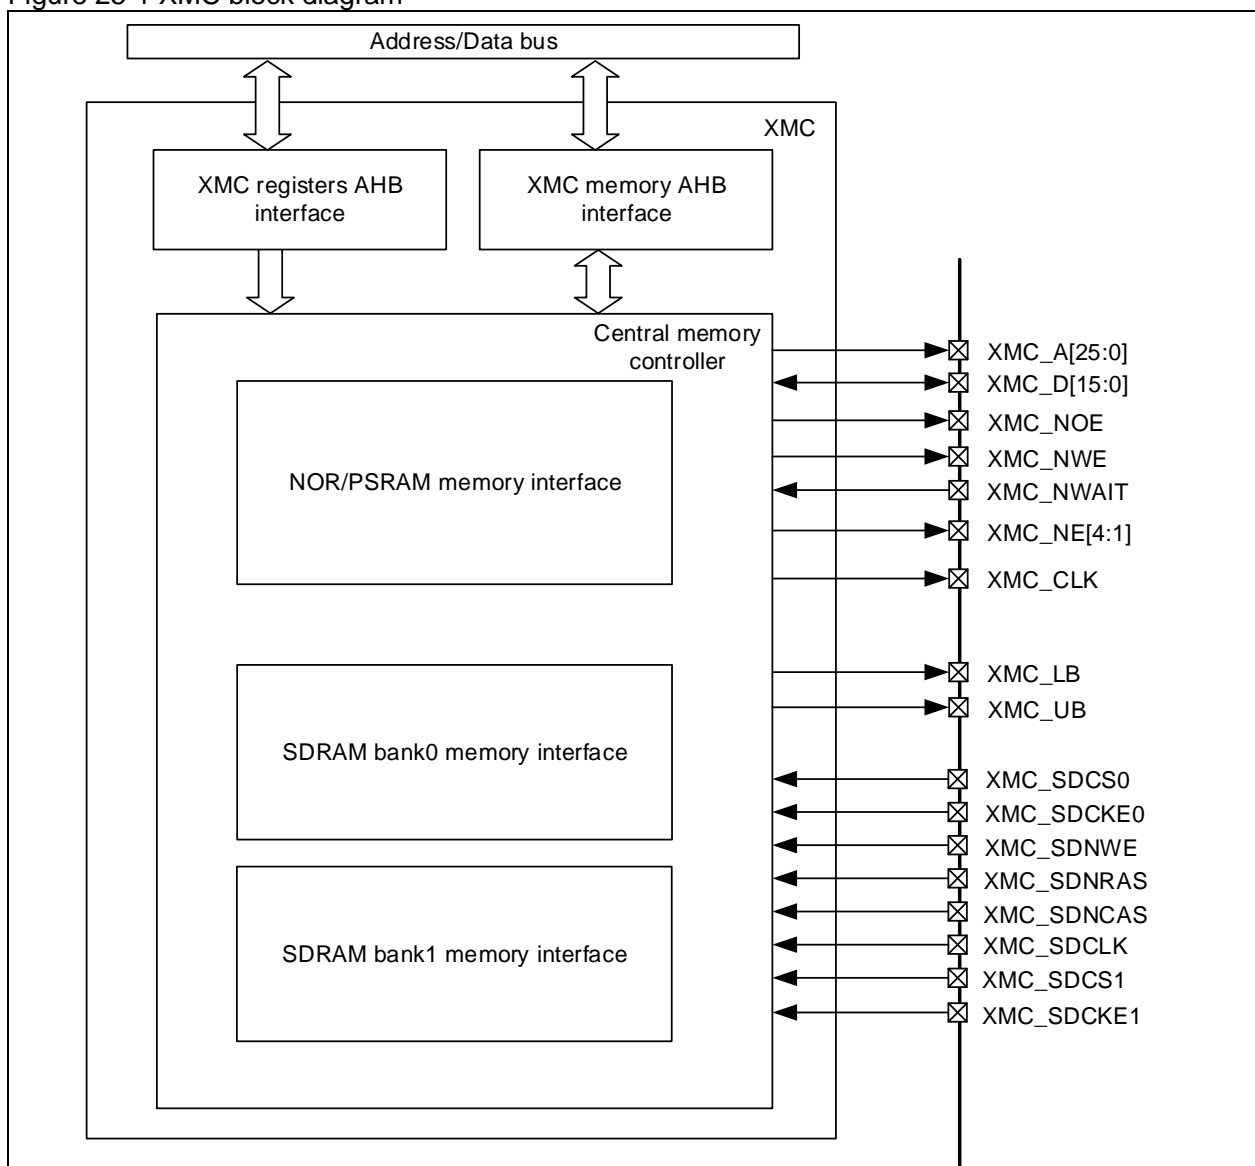 Address/Data bus
XMC
XMC registers AHB
interface
XMC memory AHB
interface
Central memory
controller
NOR/PSRAM memory interface
SDRAM bank0 memory interface
SDRAM bank1 memory interface
XMC_A[25:0]
XMC_D[15:0]
XMC_NOE
XMC_NWE
XMC_NWAIT
XMC_NE[4:1]
XMC_CLK
XMC_LB
XMC_UB
XMC_SDCS0
XMC_SDCKE0
XMC_SDNWE
XMC_SDNRAS
XMC_SDNCAS
XMC_SDCLK
XMC_SDCS1
XMC_SDCKE1